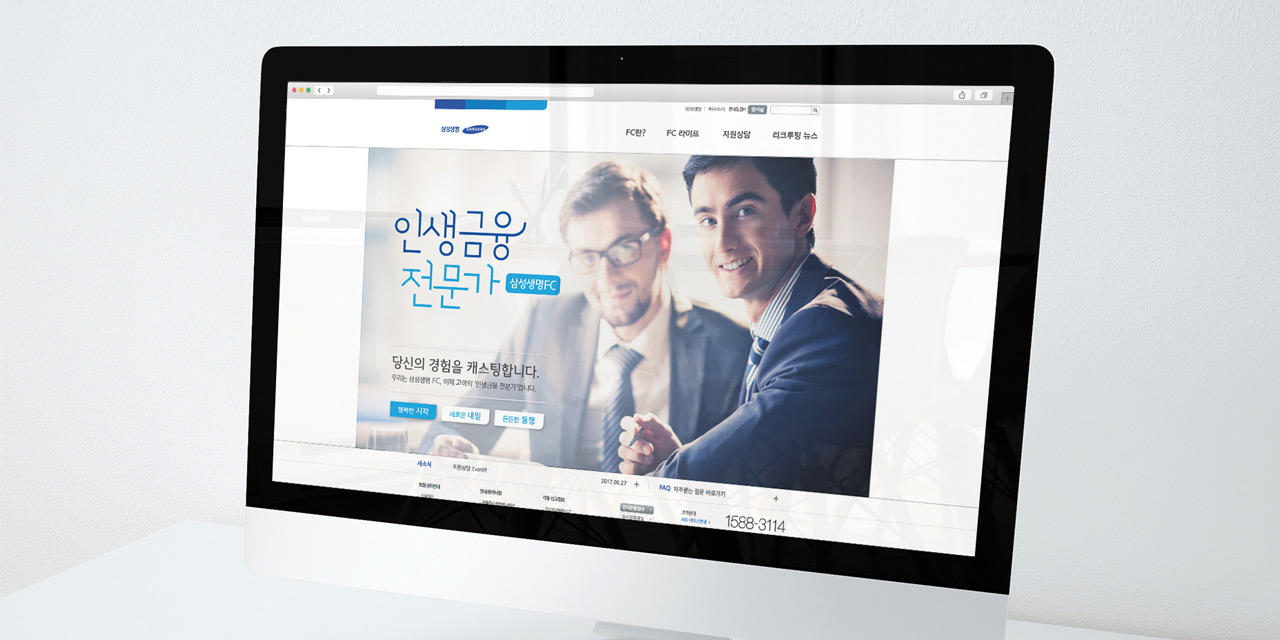 ENGLISH
삼성생명 SAMSUNG
FC란?
FC 라이프
지원상담
리크루팅 뉴스
인생금융
전문가 삼성생명FC
당신의 경험을 캐스팅합니다.
우리는 삼성생명 FC, 이제 고객의 '인생금융 전문가'입니다.
행복한 시작
새로운 내일
든든한 동행
새소식
지원상담 Event!!
2017.06.27 +
FAQ 자주묻는 질문 바로가기 +
고객센터
1588-3114